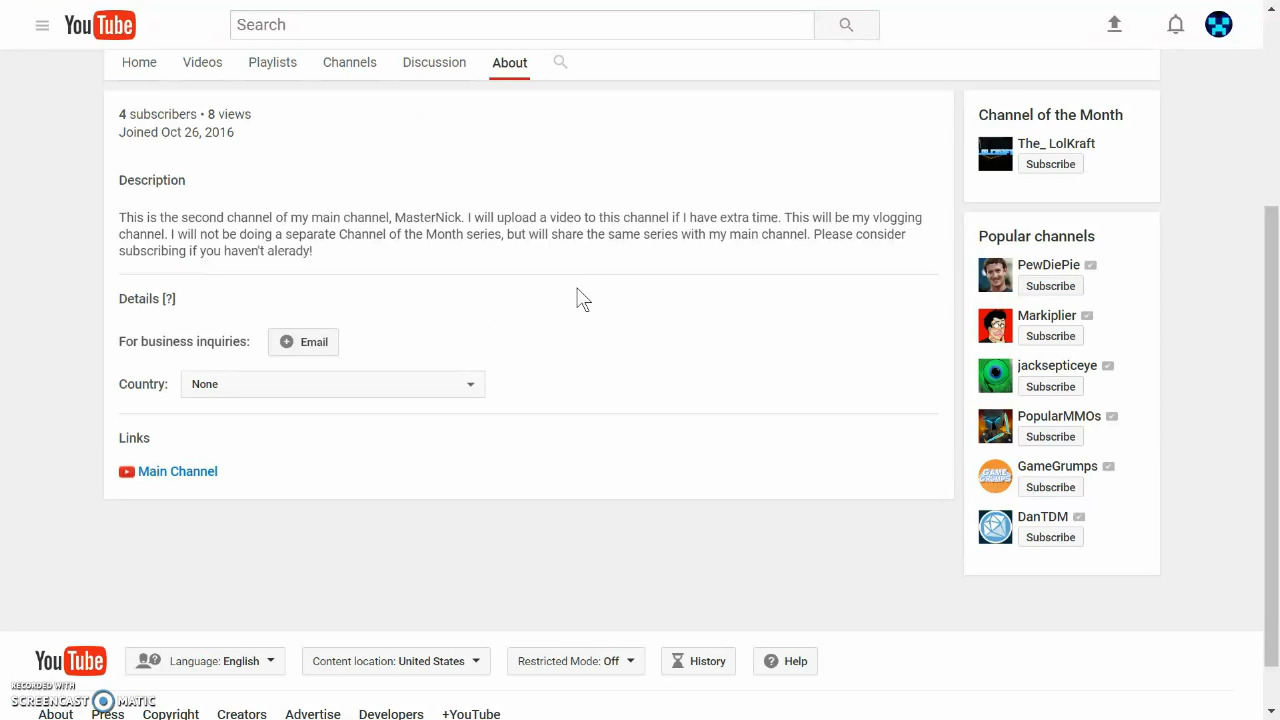 YouTube
Search
Home Videos Playlists Channels Discussion About
4 subscribers • 8 views
Joined Oct 26, 2016
Description
This is the second channel of my main channel, MasterNick. I will upload a video to this channel if I have extra time. This will be my vlogging
channel. I will not be doing a separate Channel of the Month series, but will share the same series with my main channel. Please consider
subscribing if you haven't alerady!
Details [?]
For business inquiries: Email
Country: None
Links
Main Channel
Channel of the Month
The_ LolKraft
Subscribe
Popular channels
PewDiePie
Subscribe
Markiplier
Subscribe
jacksepticeye
Subscribe
PopularMMOs
Subscribe
GameGrumps
Subscribe
DanTDM
Subscribe
YouTube Language: English Content location: United States Restricted Mode: Off History Help
RECORDED WITH
SCREENCAST MATIC
About Press Copyright Creators Advertise Developers +YouTube